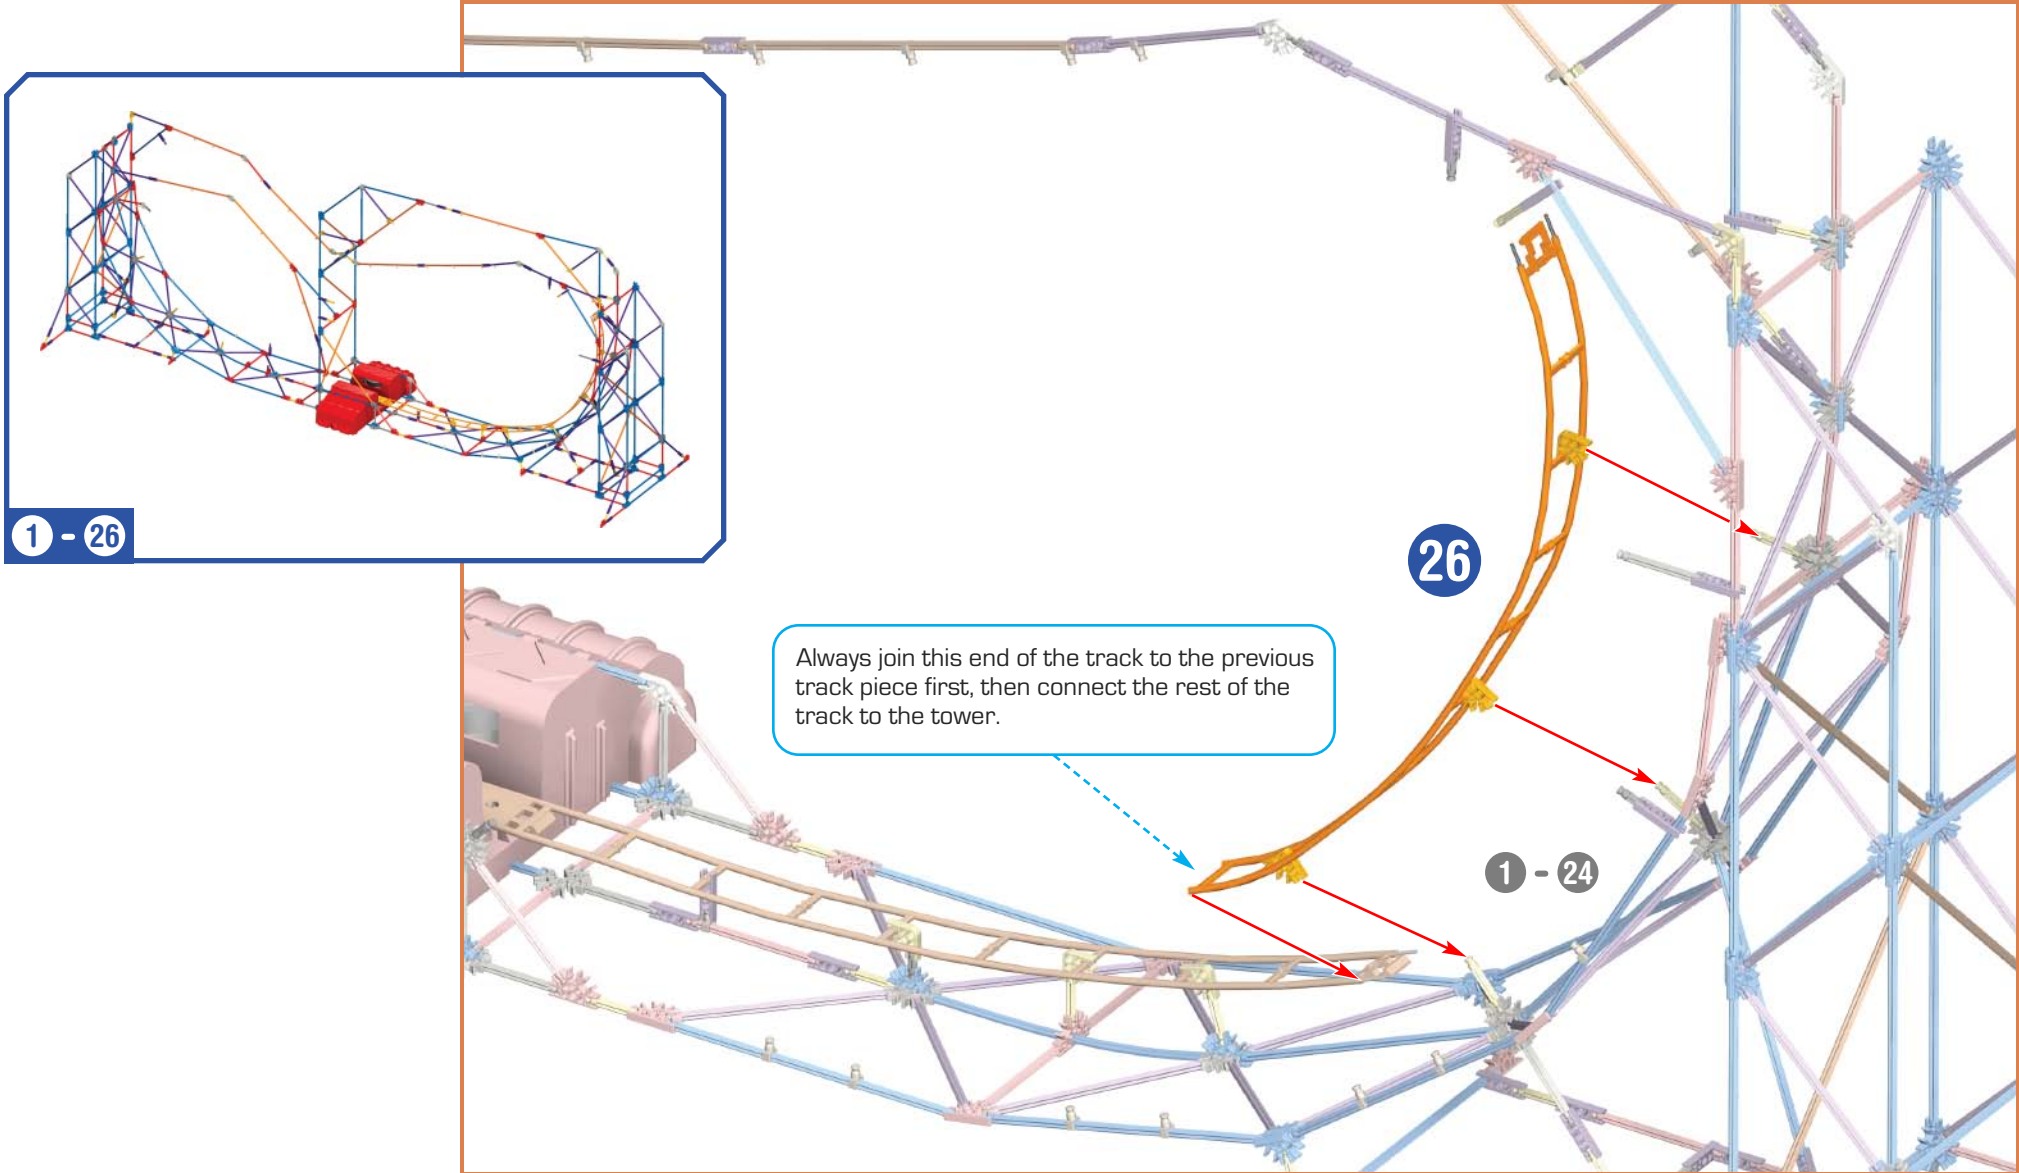 1 - 26
26
Always join this end of the track to the previous
track piece first, then connect the rest of the
track to the tower.
1 - 24